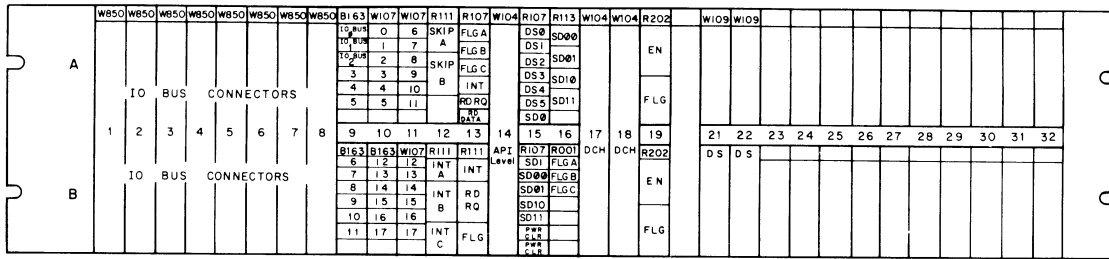 W850 W850 W850 W850 W850 W850 W850 W850 B163 W107 W107 R111 R107 W104 R107 R113 W104 W104 R202 W109 W109
IO BUS 0 0 6 SKIP A FLG A DS0 SD00 EN
IO BUS 1 1 7 FLG B DS1 SD01
A IO BUS 2 2 8 SKIP B FLG C DS2
3 3 9 INT DS3 SD10
IO BUS CONNECTORS 4 4 10 DS4 SD11 FLG
5 5 11 RD RQ DS5
RD DATA SD0
1 2 3 4 5 6 7 8 9 10 11 12 13 14 15 16 17 18 19 21 22 23 24 25 26 27 28 29 30 31 32
B163 B163 W107 R111 R111 API Level R107 R001 DCH DCH R202 DS DS
6 12 12 INT A INT SD1 FLG A EN
IO BUS CONNECTORS 7 13 13 SD00 FLG B
B 8 14 14 INT B RD RQ SD01 FLG C
9 15 15 SD10
10 16 16 SD11 FLG
11 17 17 INT C FLG PWR CLR
PWR CLR